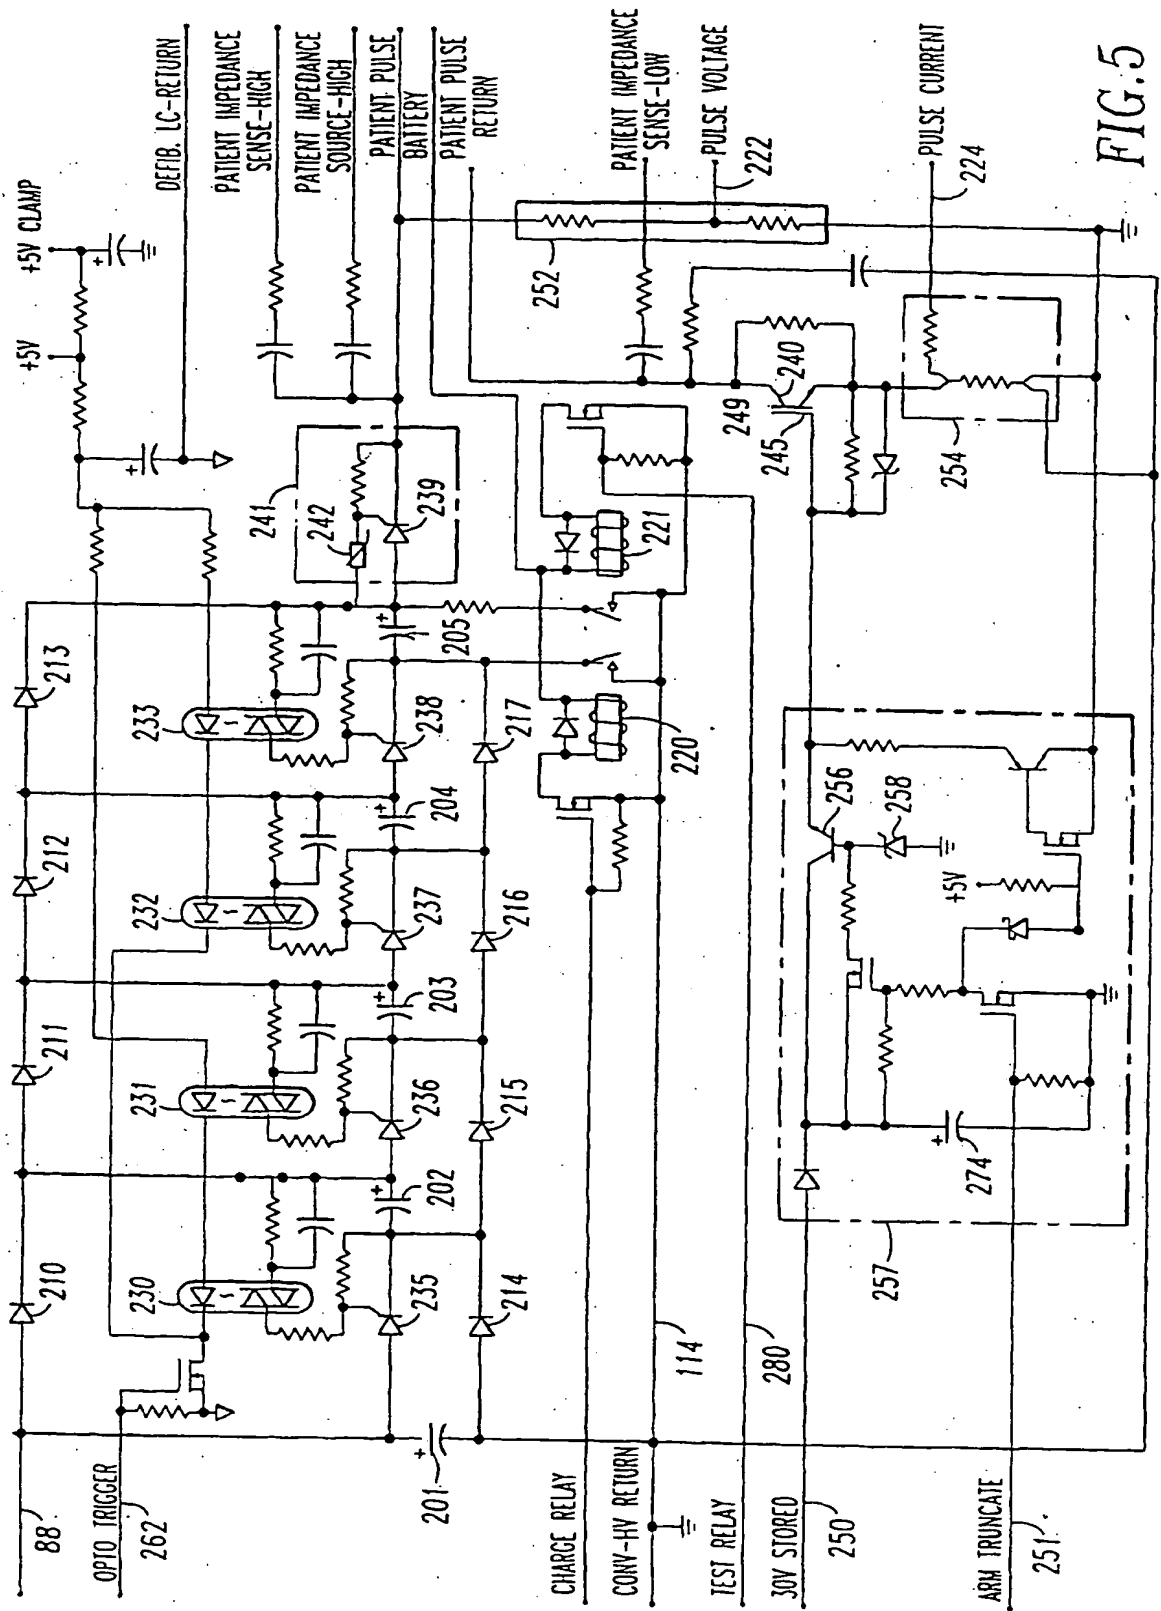 +5V CLAMP
+5V
DEFIB. LC-RETURN
PATIENT IMPEDANCE
SENSE-HIGH
PATIENT IMPEDANCE
SOURCE-HIGH
PATIENT PULSE
BATTERY
PATIENT PULSE
RETURN
PATIENT IMPEDANCE
SENSE-LOW
PULSE VOLTAGE
222
PULSE CURRENT
224
FIG.5
252
241
242
239
249
240
245
254
221
205
213
233
238
217
220
212
232
204
237
216
256
258
+5V
211
231
203
236
215
274
210
230
202
235
214
257
88
OPTO TRIGGER
262
201
CHARGE RELAY
CONV-HV RETURN
114
TEST RELAY
280
30V STORED
250
ARM TRUNCATE
251